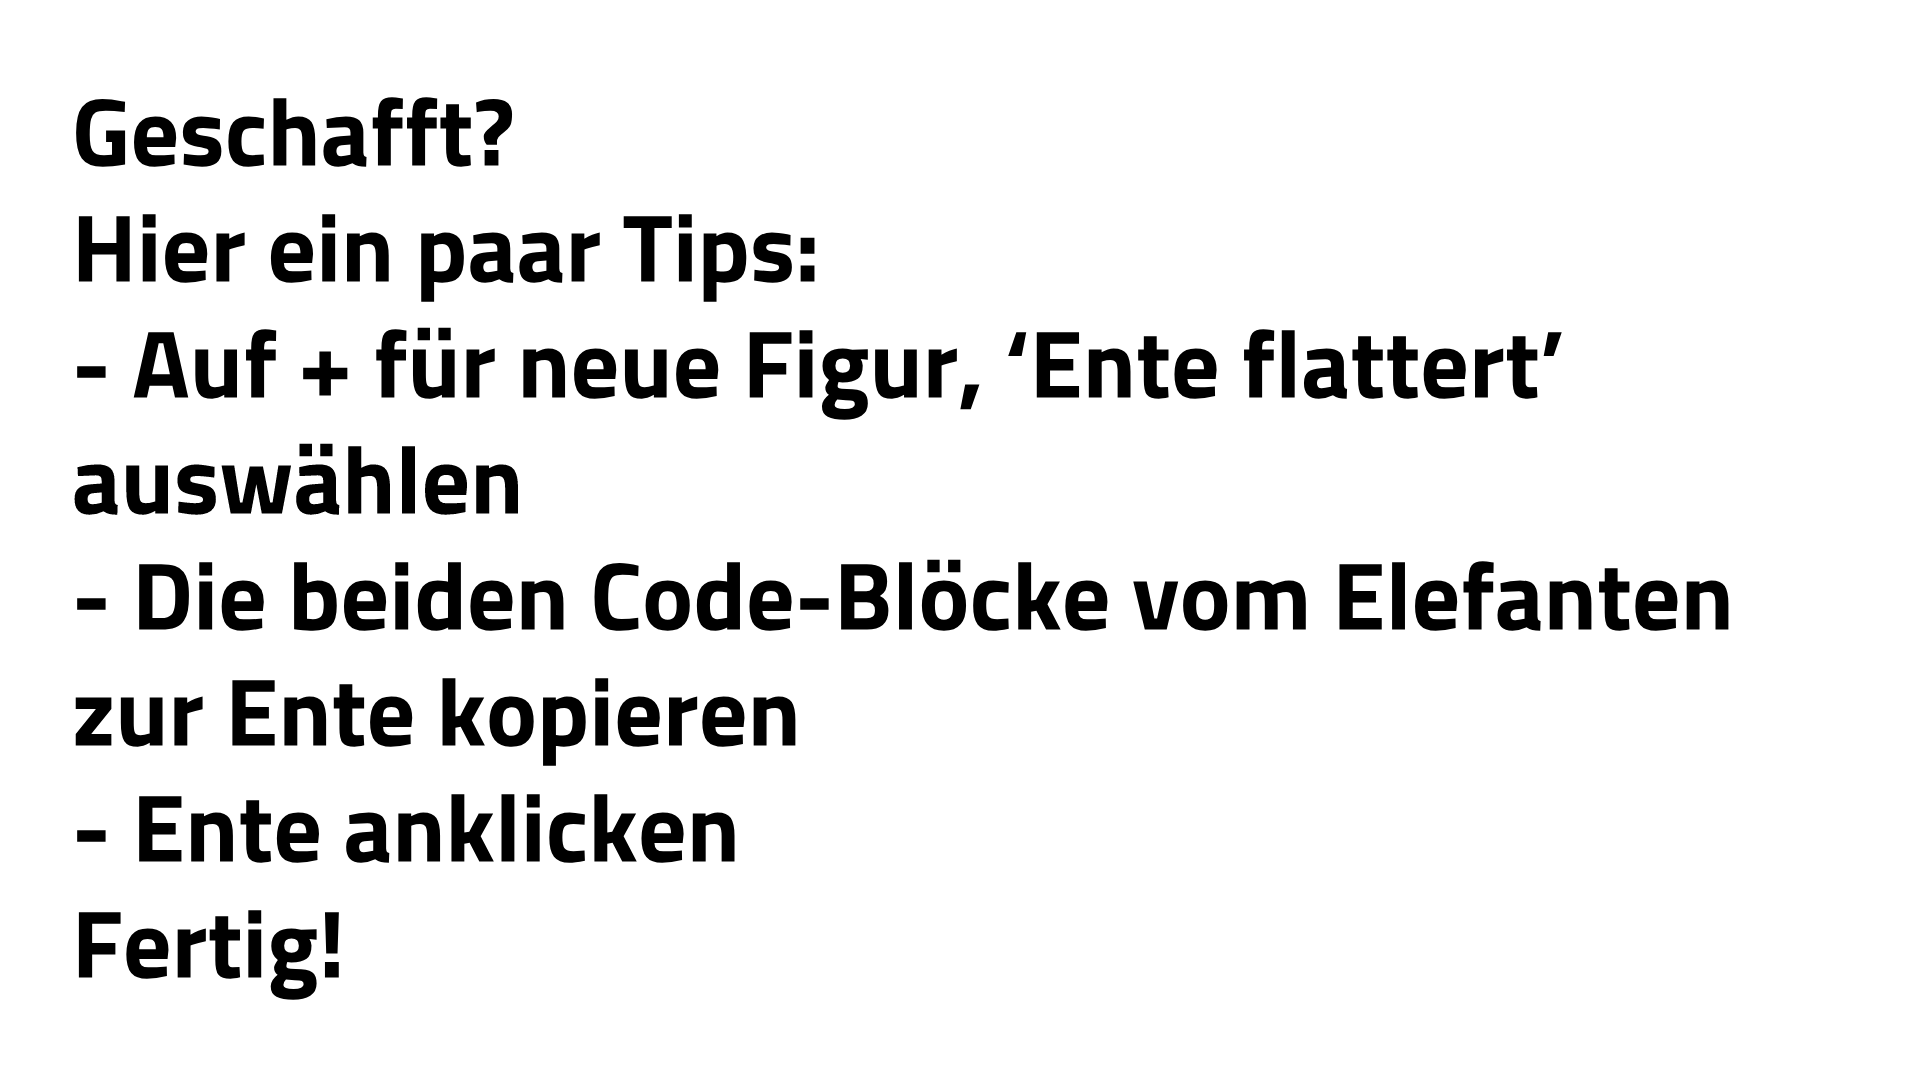 Geschafft?
Hier ein paar Tips:
- Auf + für neue Figur, ‘Ente flattert’
auswählen
- Die beiden Code-Blöcke vom Elefanten
zur Ente kopieren
- Ente anklicken
Fertig!